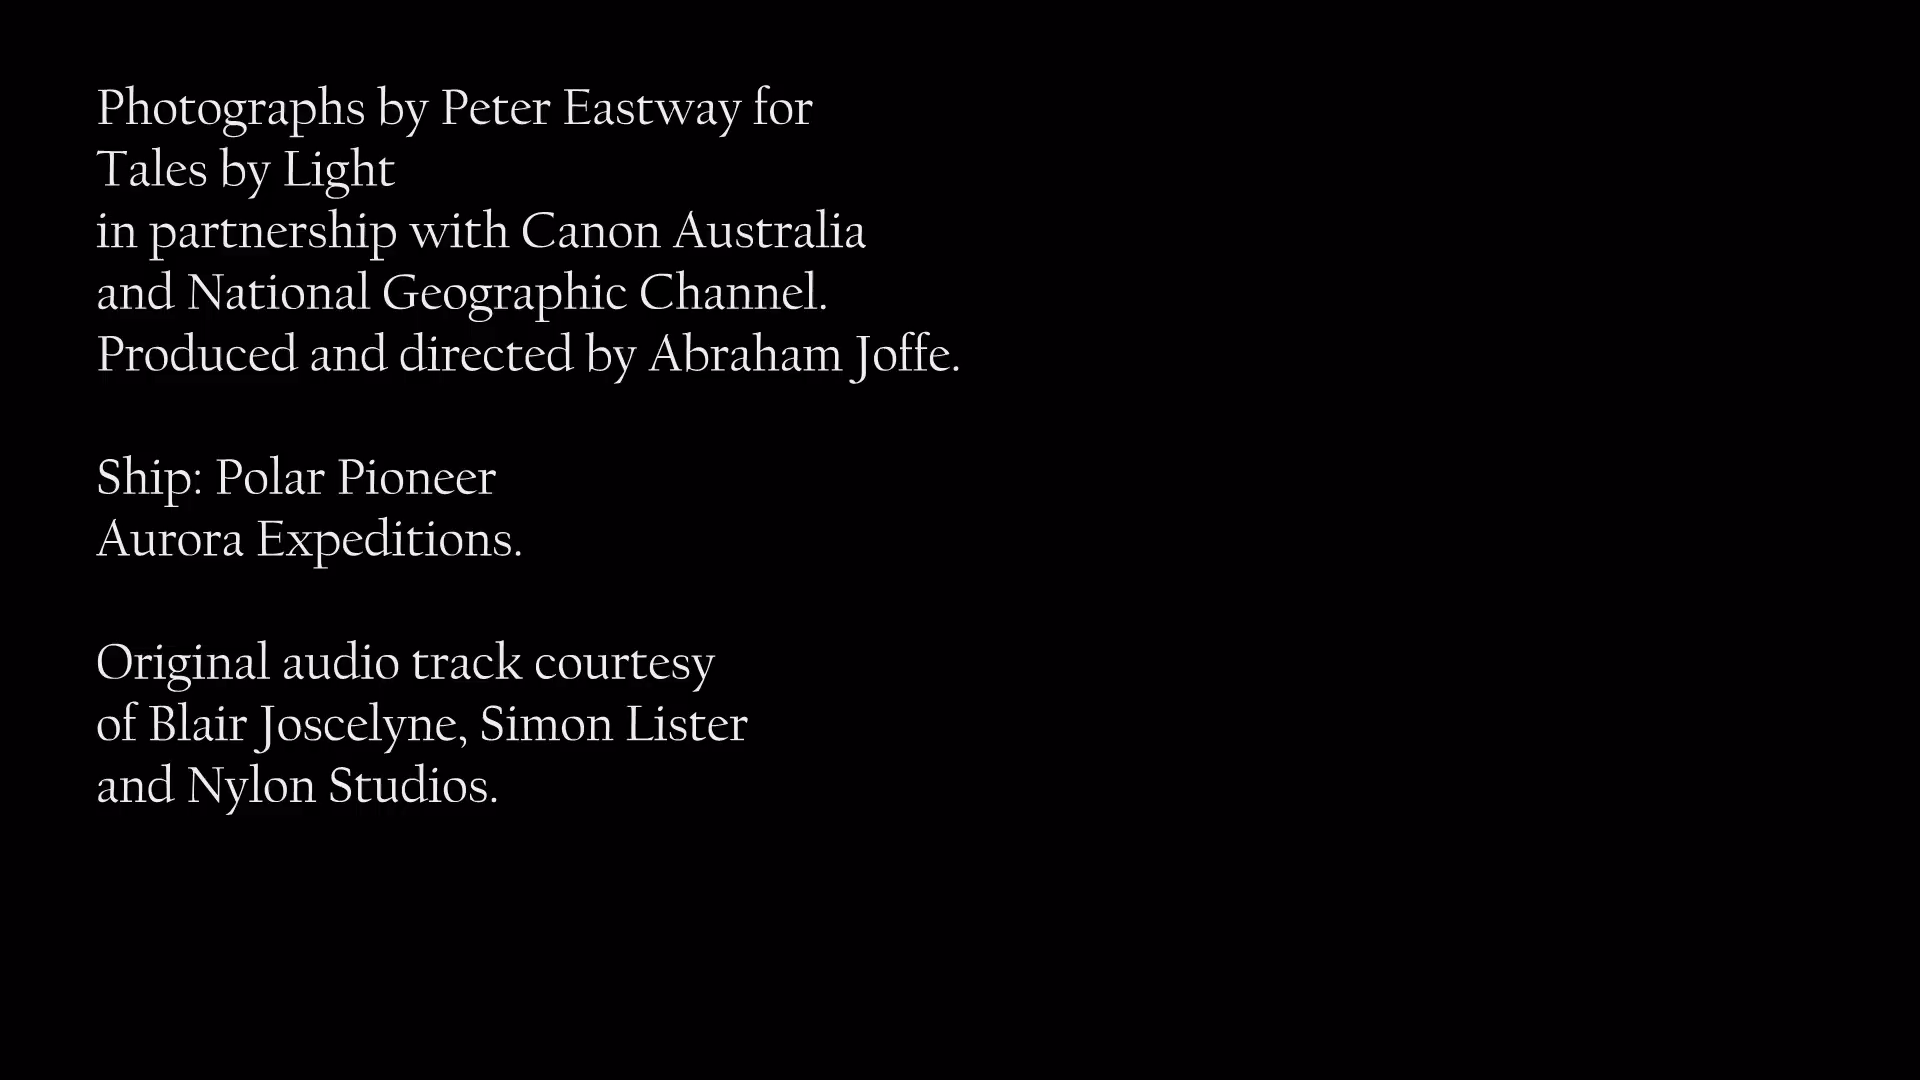 Photographs by Peter Eastway for
Tales by Light
in partnership with Canon Australia
and National Geographic Channel.
Produced and directed by Abraham Joffe.
Ship: Polar Pioneer
Aurora Expeditions.
Original audio track courtesy
of Blair Joscelyne, Simon Lister
and Nylon Studios.